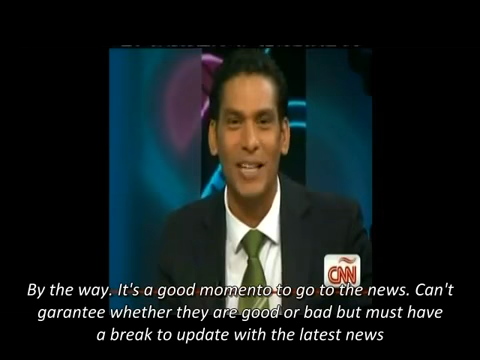 CNN
By the way. It's a good momento to go to the news. Can't
garantee whether they are good or bad but must have
a break to update with the latest news